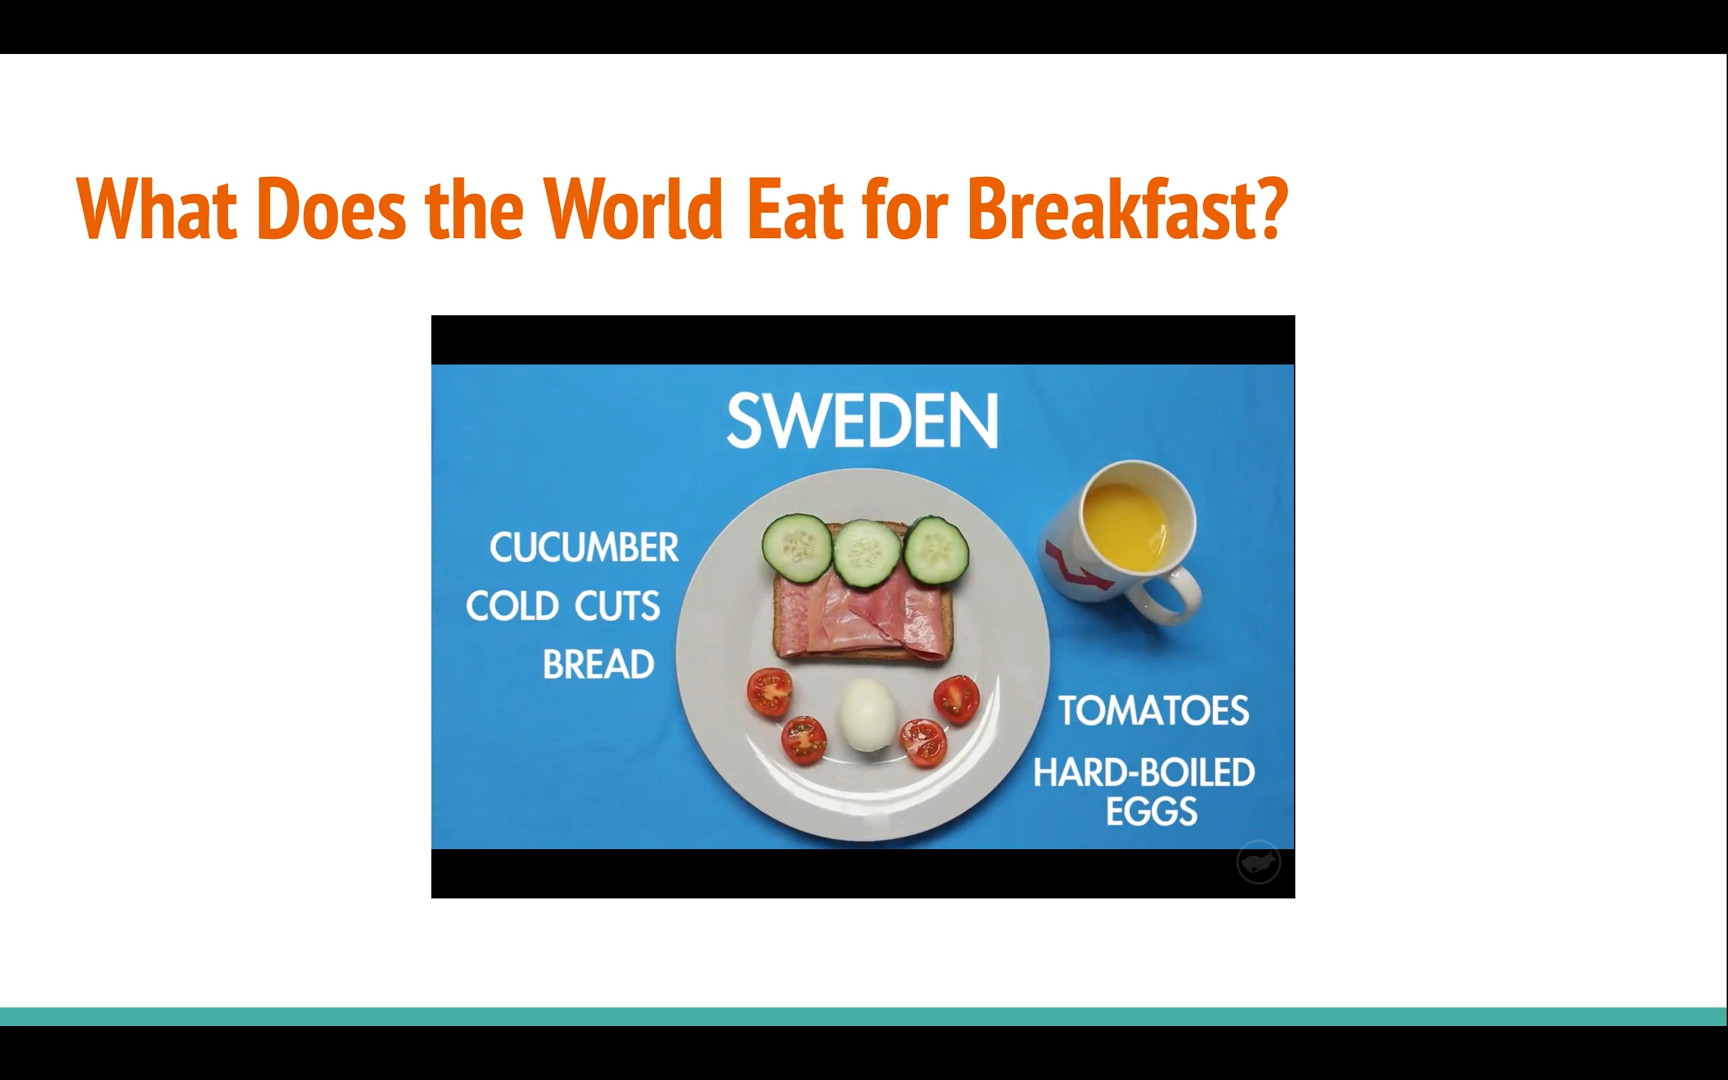 What Does the World Eat for Breakfast?
SWEDEN
CUCUMBER
COLD CUTS
BREAD
TOMATOES
HARD-BOILED
EGGS